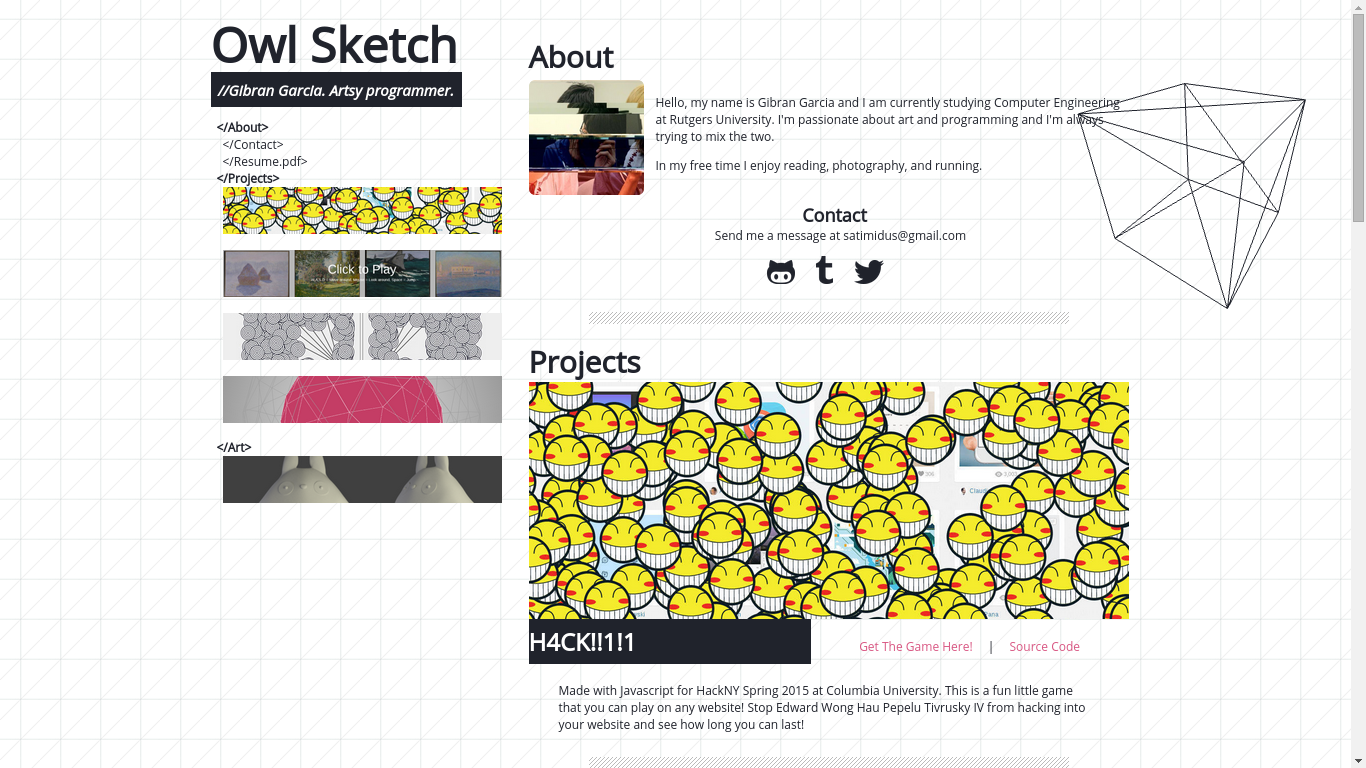 Owl Sketch
//Gibran Garcia. Artsy programmer.
</About>
</Contact>
</Resume.pdf>
</Projects>
Click to Play
</Art>
About
Hello, my name is Gibran Garcia and I am currently studying Computer Engineering
at Rutgers University. I'm passionate about art and programming and I'm always
trying to mix the two.
In my free time I enjoy reading, photography, and running.
Contact
Send me a message at satimidus@gmail.com
Projects
H4CK!!1!1
Get The Game Here! | Source Code
Made with Javascript for HackNY Spring 2015 at Columbia University. This is a fun little game
that you can play on any website! Stop Edward Wong Hau Pepelu Tivrusky IV from hacking into
your website and see how long you can last!